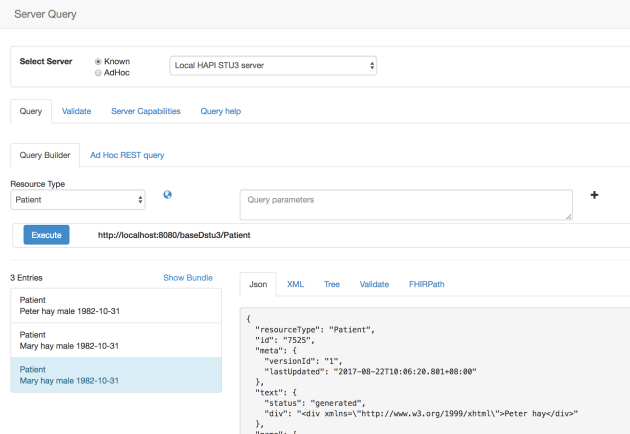 Server Query
Select Server
Known
AdHoc
Local HAPI STU3 server
Query Validate Server Capabilities Query help
Query Builder Ad Hoc REST query
Resource Type
Patient
Query parameters
Execute http://localhost:8080/baseDstu3/Patient
3 Entries Show Bundle
Patient
Peter hay male 1982-10-31
Patient
Mary hay male 1982-10-31
Patient
Mary hay male 1982-10-31
Json XML Tree Validate FHIRPath
{
"resourceType": "Patient",
"id": "7525",
"meta": {
"versionId": "1",
"lastUpdated": "2017-08-22T10:06:20.801+08:00"
},
"text": {
"status": "generated",
"div": "<div xmlns=\"http://www.w3.org/1999/xhtml\">Peter hay</div>"
},
"name": {